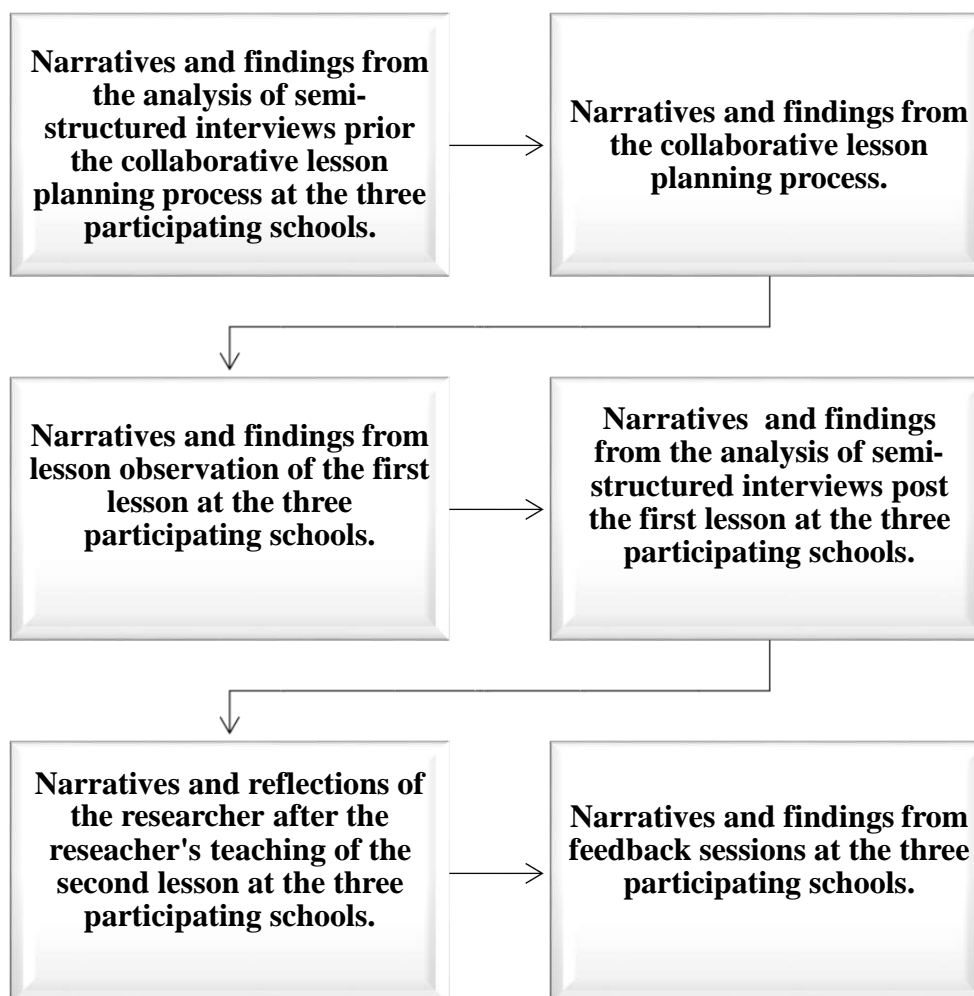 Narratives and findings from
the analysis of semi-
structured interviews prior
the collaborative lesson
planning process at the three
participating schools.
Narratives and findings from
the collaborative lesson
planning process.
Narratives and findings from
lesson observation of the first
lesson at the three
participating schools.
Narratives and findings
from the analysis of semi-
structured interviews post
the first lesson at the three
participating schools.
Narratives and reflections of
the researcher after the
reseacher's teaching of the
second lesson at the three
participating schools.
Narratives and findings from
feedback sessions at the three
participating schools.